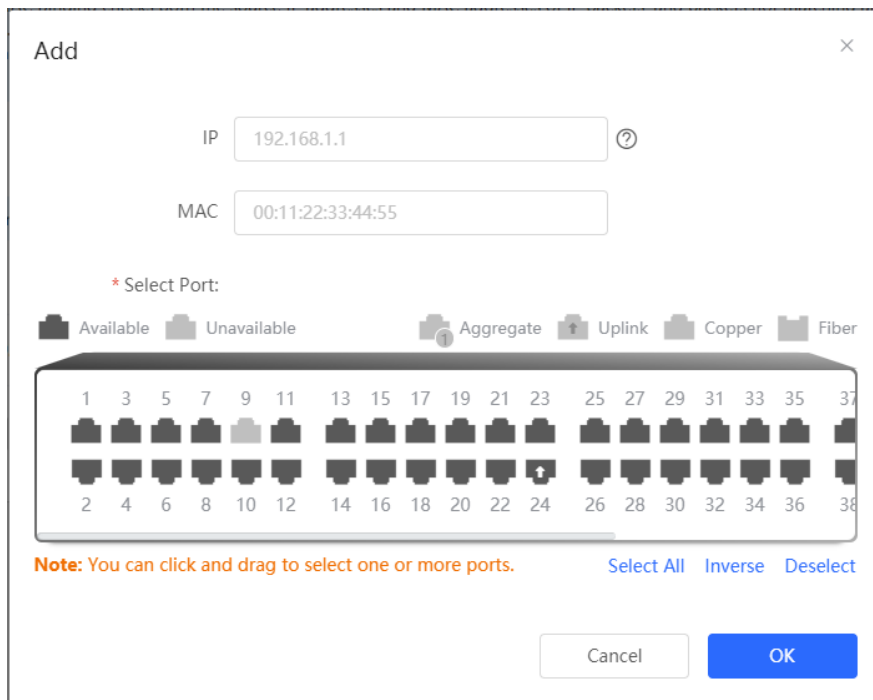 Add
IP 192.168.1.1
MAC 00:11:22:33:44:55
* Select Port:
Available Unavailable Aggregate Uplink Copper Fiber
1 3 5 7 9 11 13 15 17 19 21 23 25 27 29 31 33 35 37
2 4 6 8 10 12 14 16 18 20 22 24 26 28 30 32 34 36 38
Note: You can click and drag to select one or more ports. Select All Inverse Deselect
Cancel OK